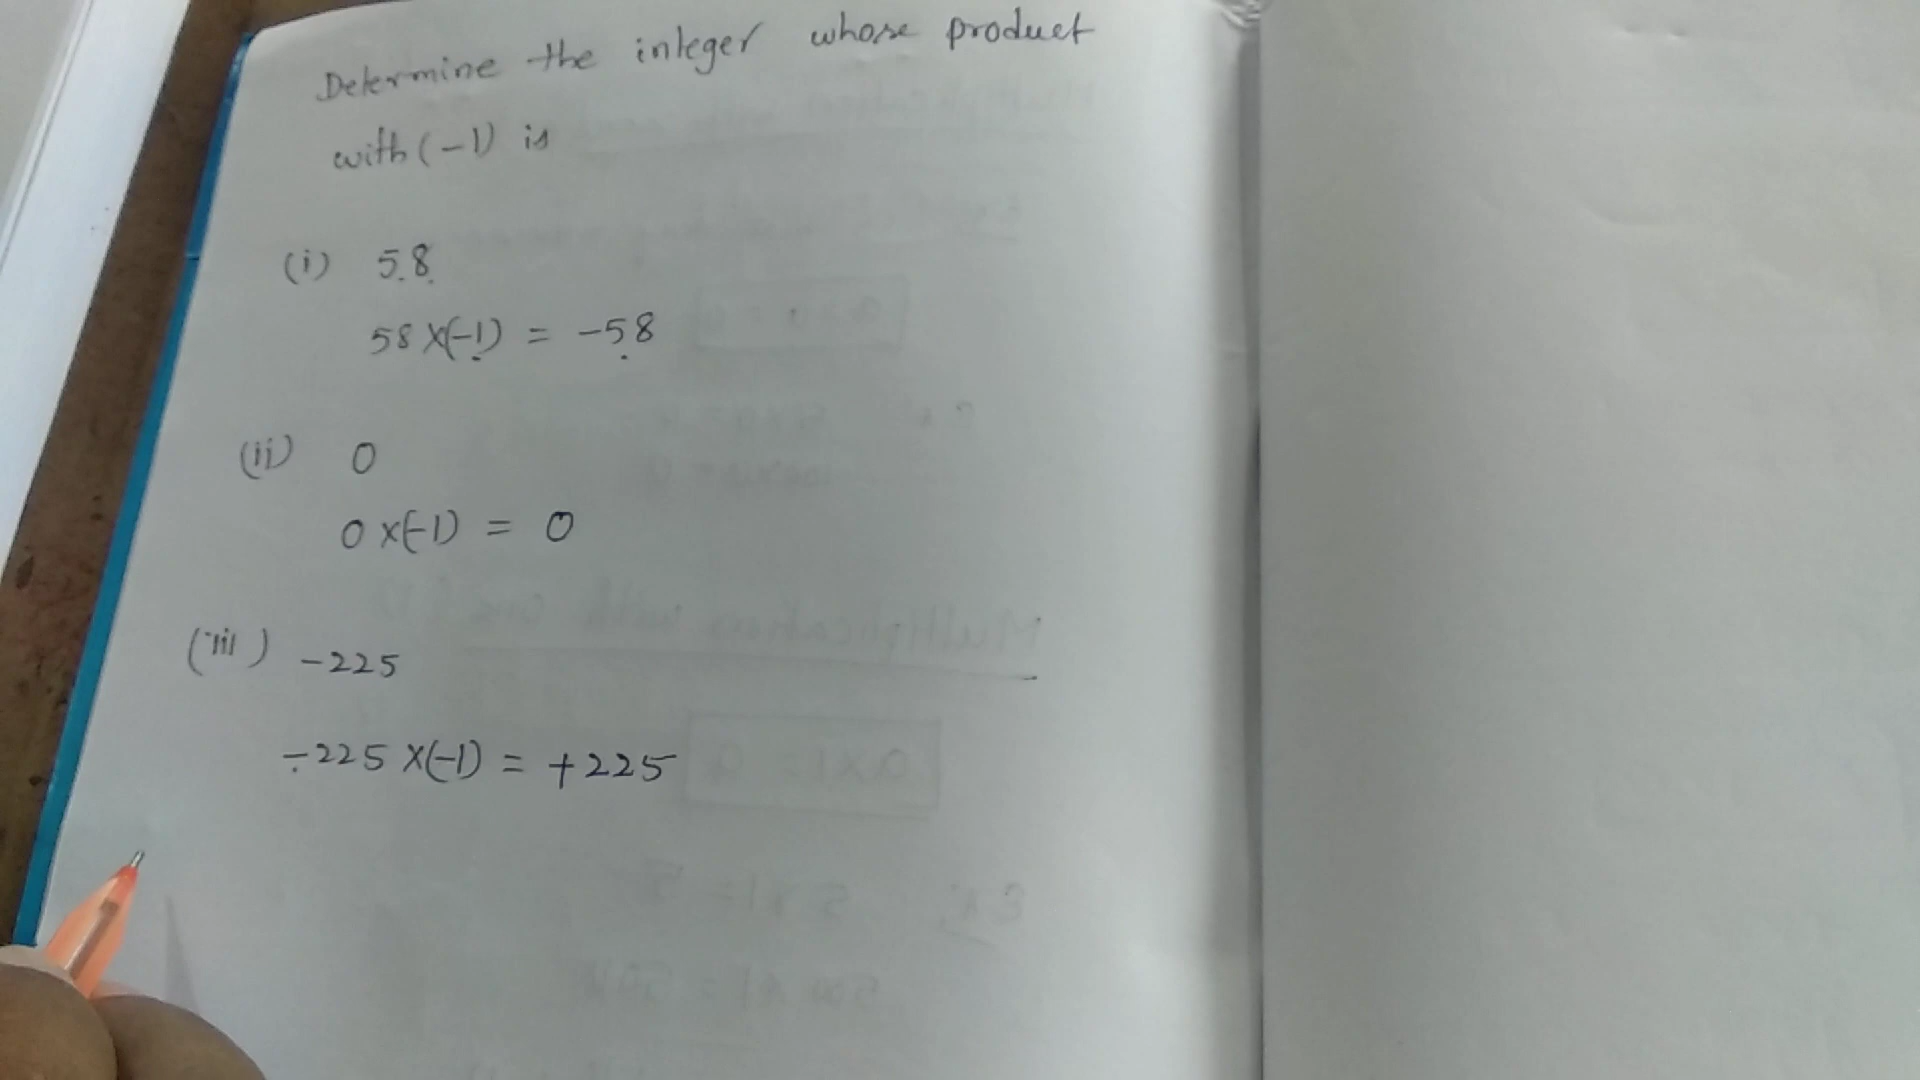 Determine the integer whose product
with (-1) is
(i) 58
58 x(-1) = -58
(ii) 0
0 x(-1) = 0
(iii) -225
-225 x(-1) = +225